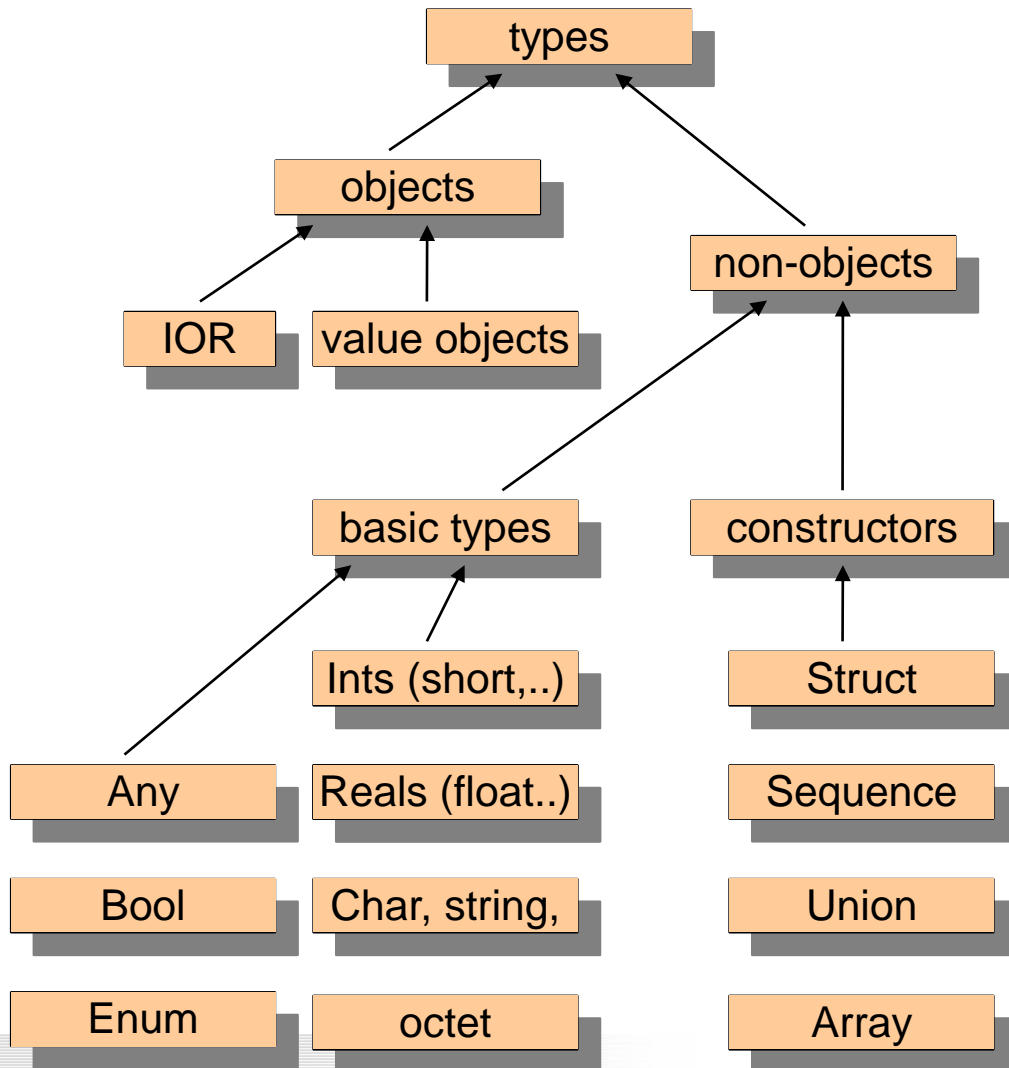 types
objects
non-objects
IOR
value objects
basic types
constructors
Ints (short,..)
Struct
Any
Reals (float..)
Sequence
Bool
Char, string,
Union
Enum
octet
Array